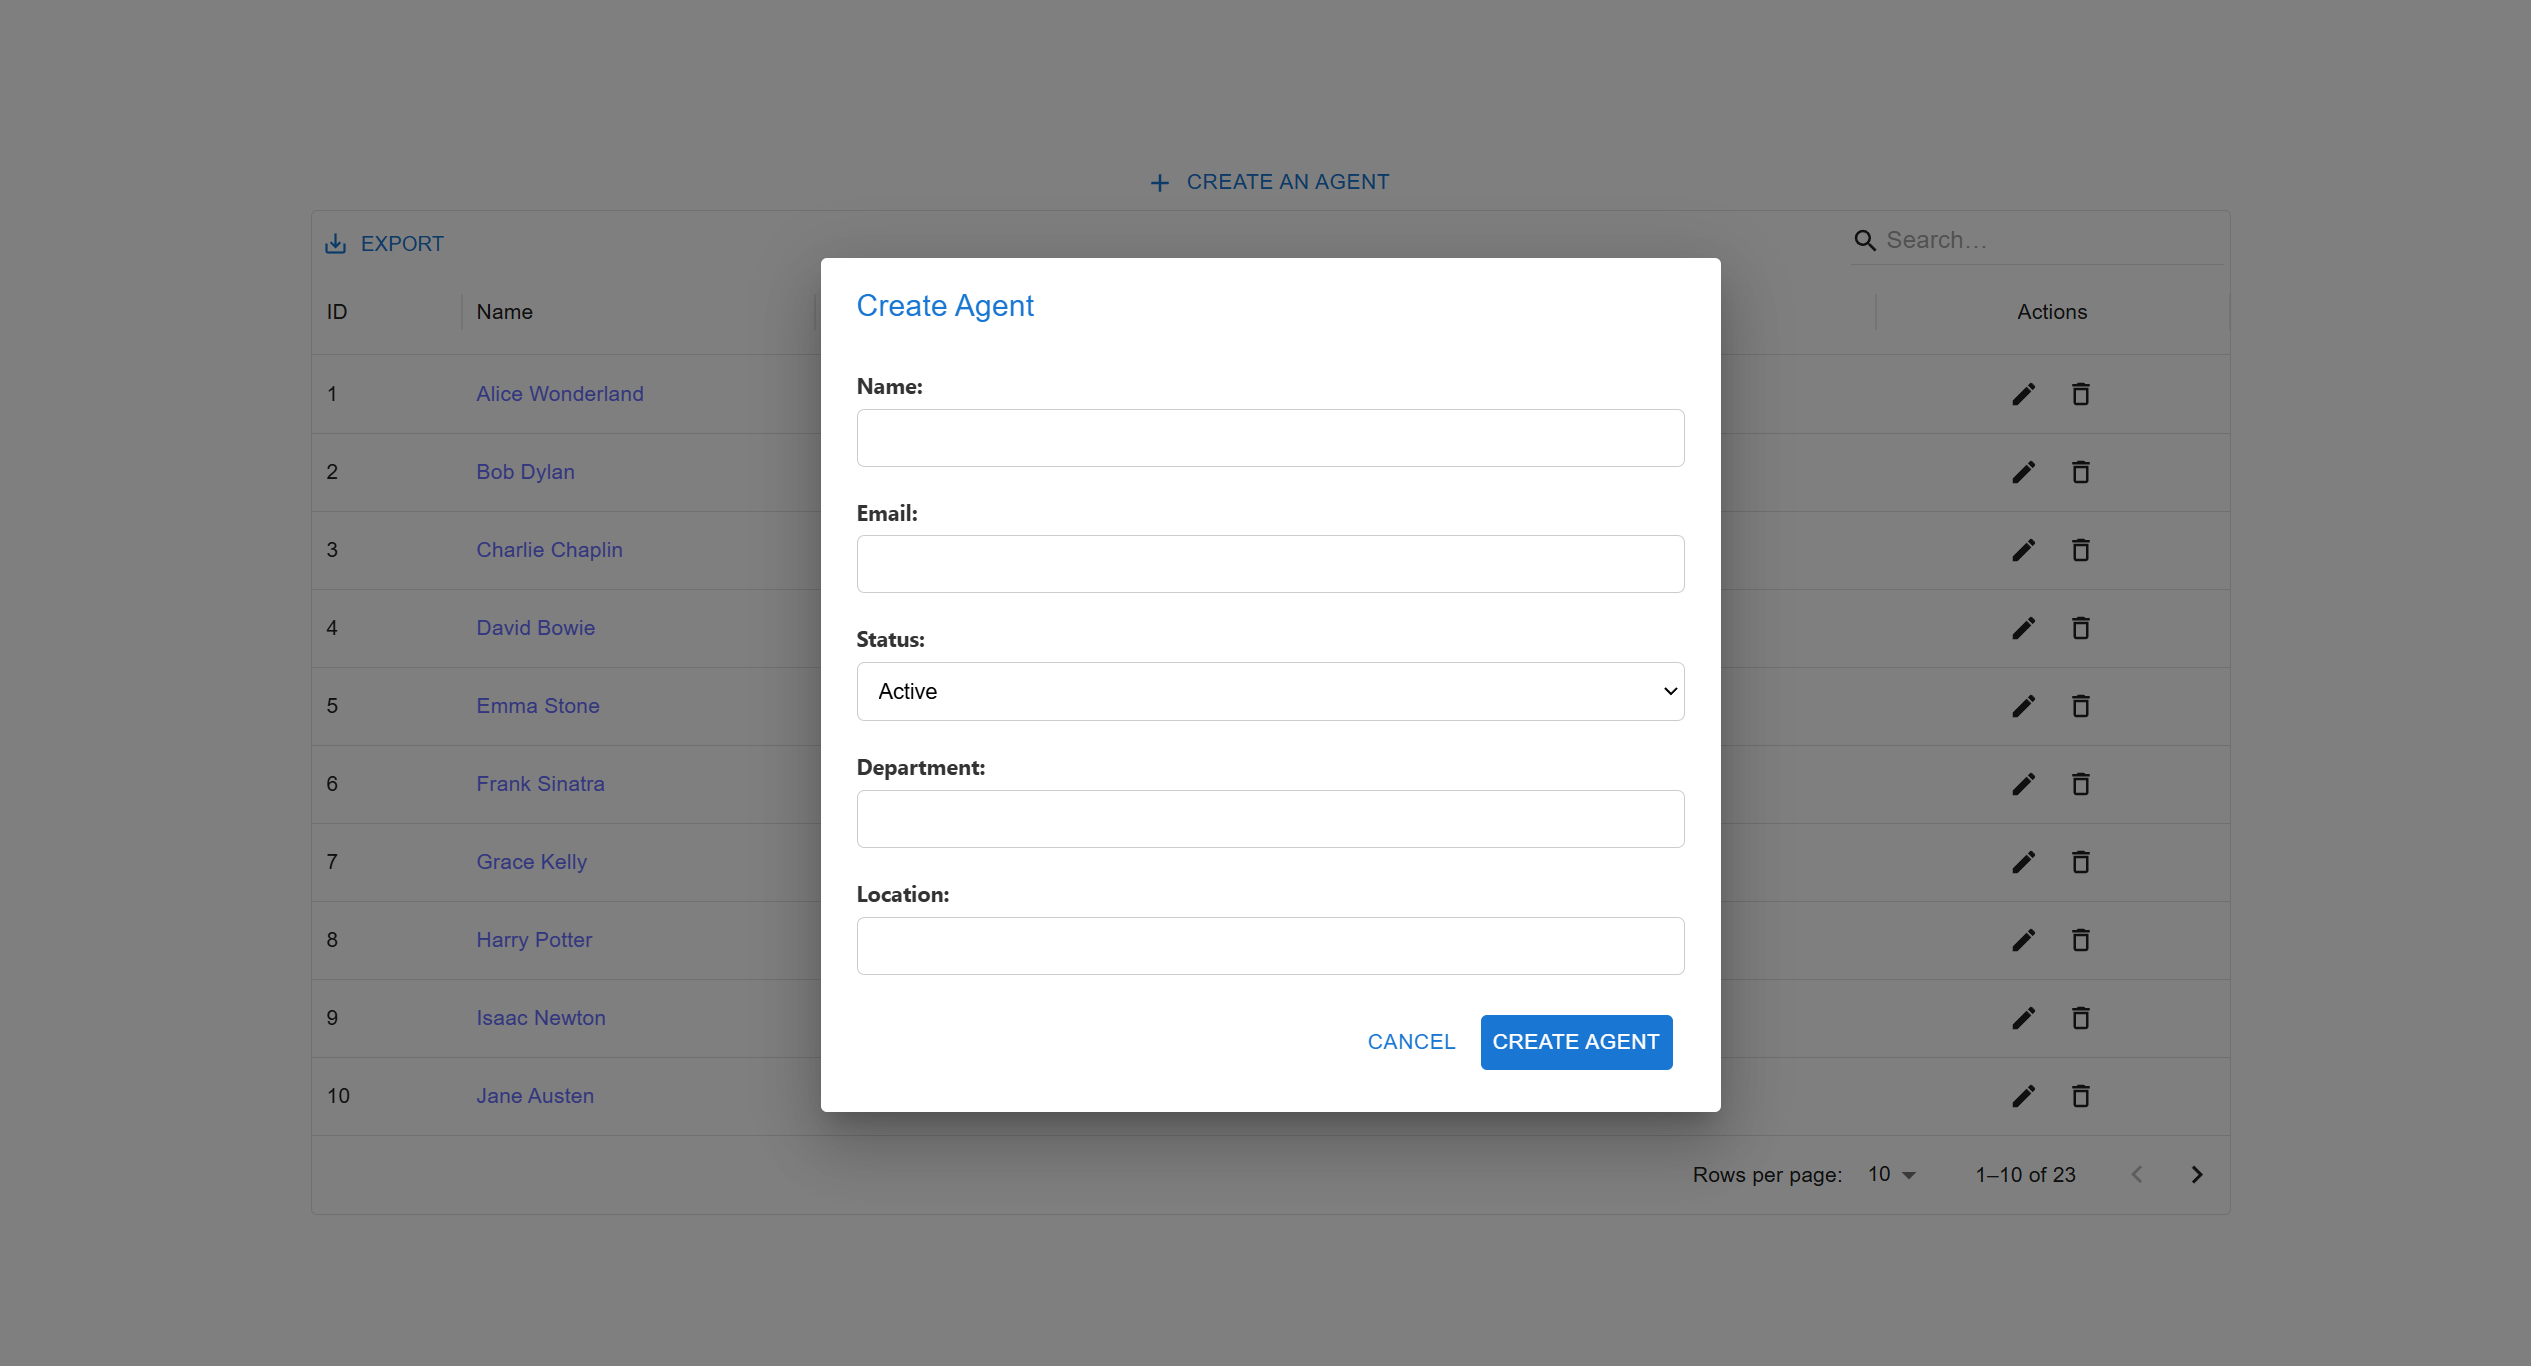 CREATE AN AGENT
EXPORT
Search…
ID
Name
Actions
1
Alice Wonderland
2
Bob Dylan
3
Charlie Chaplin
4
David Bowie
5
Emma Stone
6
Frank Sinatra
7
Grace Kelly
8
Harry Potter
9
Isaac Newton
10
Jane Austen
Create Agent
Name:
Email:
Status:
Active
Department:
Location:
CANCEL
CREATE AGENT
Rows per page:
10
1–10 of 23